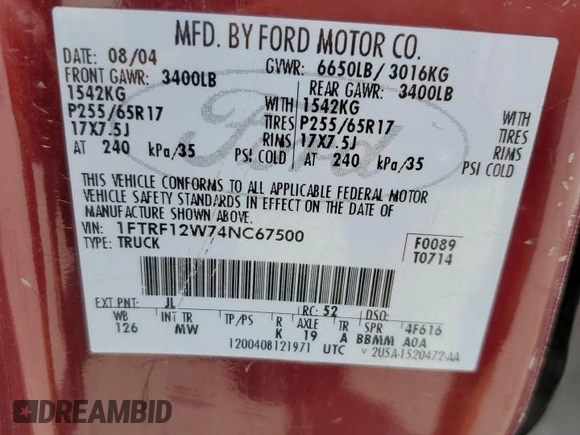 MFD. BY FORD MOTOR CO.
DATE: 08/04 GVWR: 6650LB/ 3016KG
FRONT GAWR: 3400LB REAR GAWR: 3400LB
1542KG WITH 1542KG WITH
P255/65R17 TIRES P255/65R17 TIRES
17X7.5J RIMS 17X7.5J RIMS
AT 240 kPa/35 PSI COLD AT 240 kPa/35 PSI COLD
Ford
THIS VEHICLE CONFORMS TO ALL APPLICABLE FEDERAL MOTOR
VEHICLE SAFETY STANDARDS IN EFFECT ON THE DATE OF
MANUFACTURE SHOWN ABOVE.
VIN: 1FTRF12W74NC67500 F0089
TYPE: TRUCK T0714
EXT PNT: JL RC: 52 DSO:
WB INT TR TP/PS R AXLE TR SPR 4F616
126 MW K 19 A BBMM A0A
1200408121971 UTC 2U5A-1520472-AA
DREAMBID